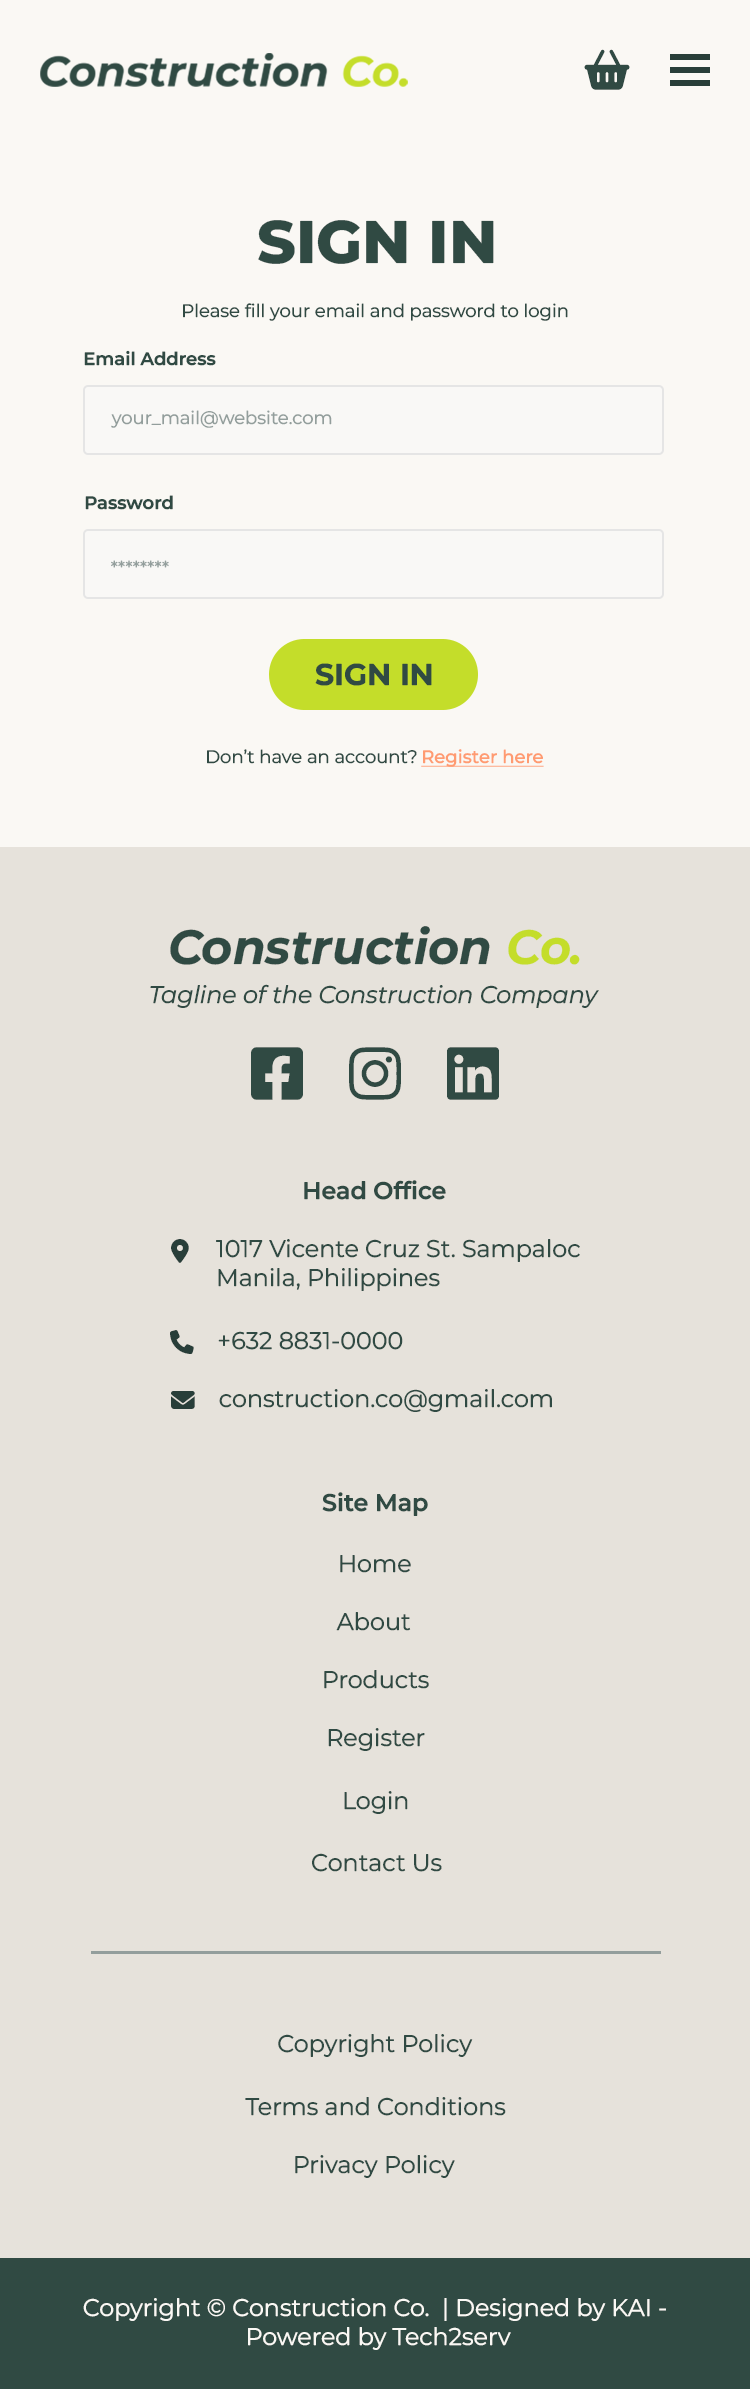 Construction Co.
SIGN IN
Please fill your email and password to login
Email Address
your_mail@website.com
Password
********
SIGN IN
Don’t have an account? Register here
Construction Co.
Tagline of the Construction Company
Head Office
1017 Vicente Cruz St. Sampaloc
Manila, Philippines
+632 8831-0000
construction.co@gmail.com
Site Map
Home
About
Products
Register
Login
Contact Us
Copyright Policy
Terms and Conditions
Privacy Policy
Copyright © Construction Co. | Designed by KAI -
Powered by Tech2serv